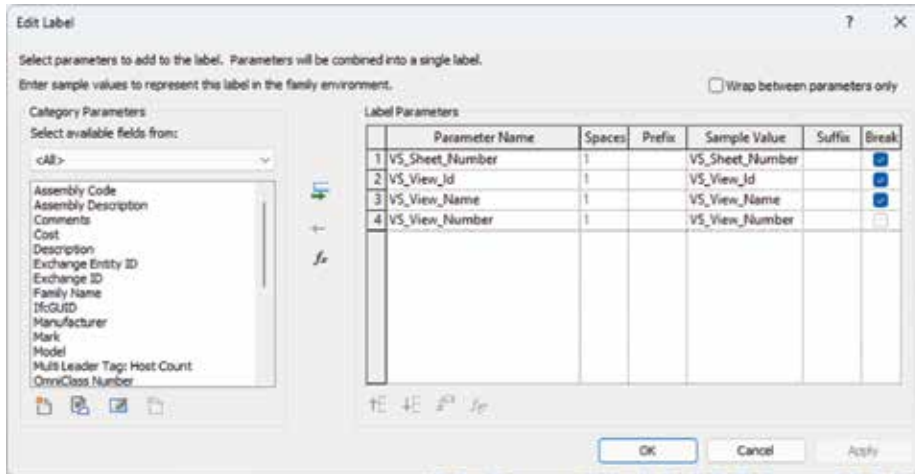 Edit Label
? ×
Select parameters to add to the label. Parameters will be combined into a single label.
Enter sample values to represent this label in the family environment.
Wrap between parameters only
Category Parameters
Select available fields from:
<All>
Assembly Code
Assembly Description
Comments
Cost
Description
Exchange Entity ID
Exchange ID
Family Name
IfcGUID
Manufacturer
Mark
Model
Multi Leader Tag: Host Count
OmniClass Number
fx
Label Parameters
Parameter Name Spaces Prefix Sample Value Suffix Break
1 VS_Sheet_Number 1 VS_Sheet_Number
2 VS_View_Id 1 VS_View_Id
3 VS_View_Name 1 VS_View_Name
4 VS_View_Number 1 VS_View_Number
OK Cancel Apply